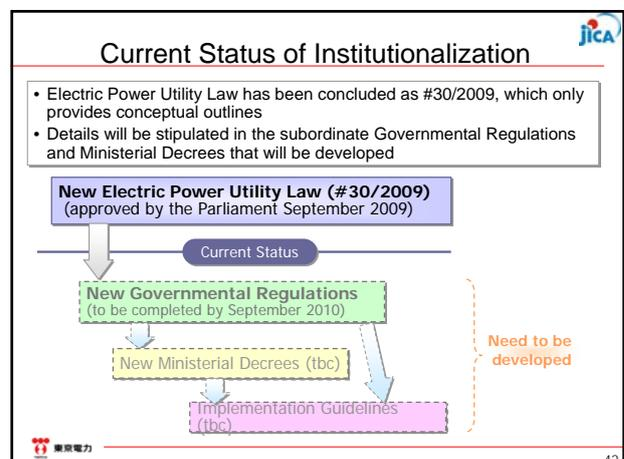 jICA
Current Status of Institutionalization
• Electric Power Utility Law has been concluded as #30/2009, which only
provides conceptual outlines
• Details will be stipulated in the subordinate Governmental Regulations
and Ministerial Decrees that will be developed
New Electric Power Utility Law (#30/2009)
(approved by the Parliament September 2009)
Current Status
New Governmental Regulations
(to be completed by September 2010)
Need to be
developed
New Ministerial Decrees (tbc)
Implementation Guidelines
(tbc)
東京電力